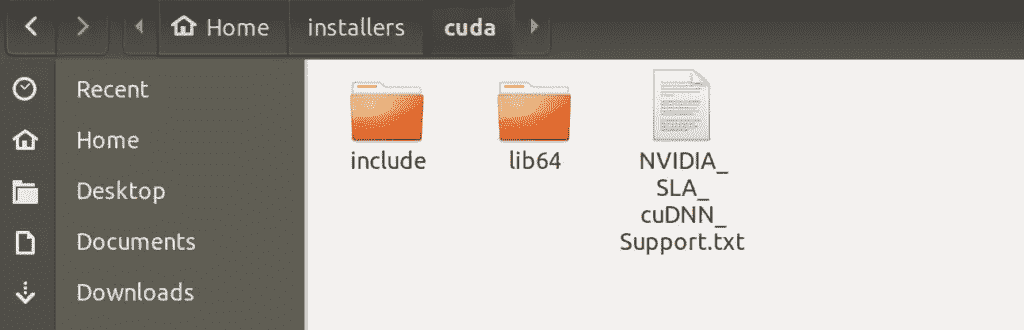 Home installers cuda
Recent
Home
Desktop
Documents
Downloads
include
lib64
NVIDIA_
SLA_
cuDNN_
Support.txt